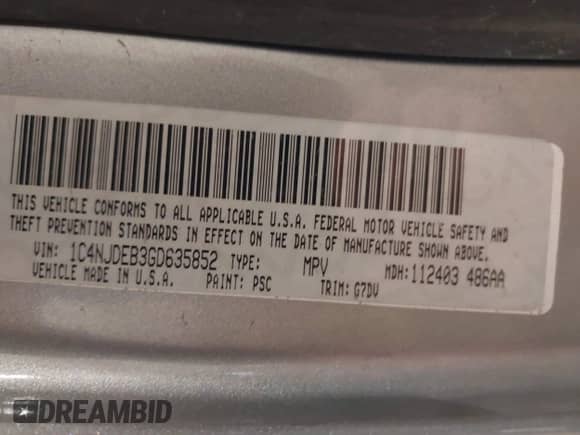 THIS VEHICLE CONFORMS TO ALL APPLICABLE U.S.A. FEDERAL MOTOR VEHICLE SAFETY AND
THEFT PREVENTION STANDARDS IN EFFECT ON THE DATE OF MANUFACTURE SHOWN ABOVE.
VIN: 1C4NJDEB3GD635852 TYPE: MPV MDH:112403 486AA
VEHICLE MADE IN U.S.A. PAINT: PSC TRIM: G7DV
DREAMBID